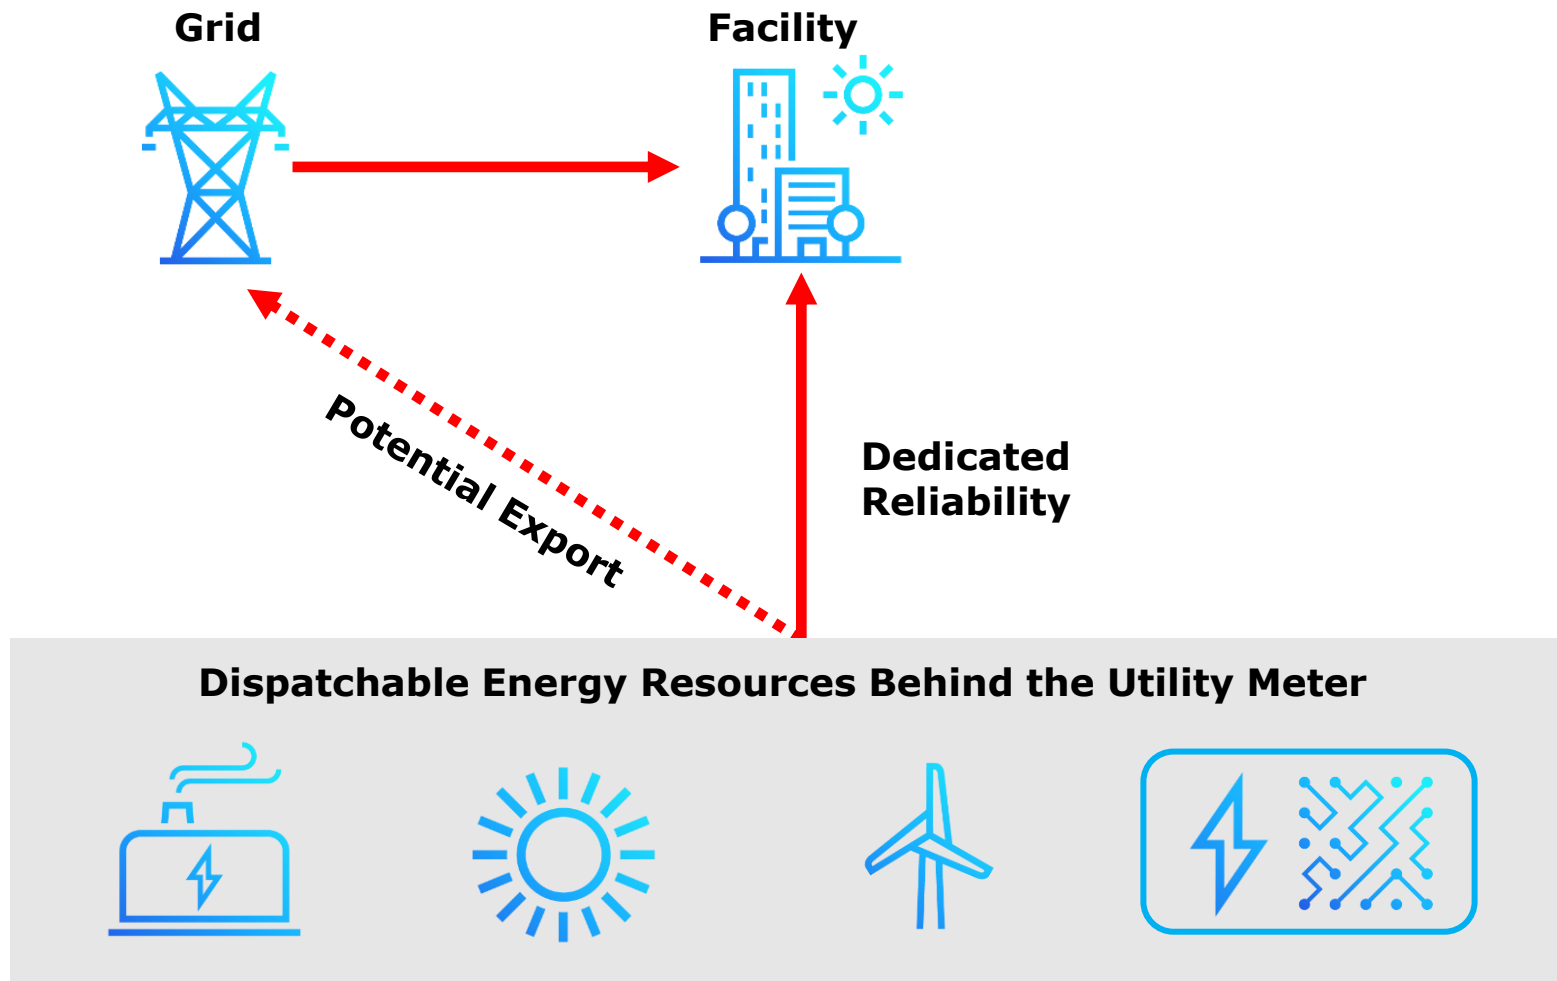 Grid
Facility
Potential Export
Dedicated
Reliability
Dispatchable Energy Resources Behind the Utility Meter